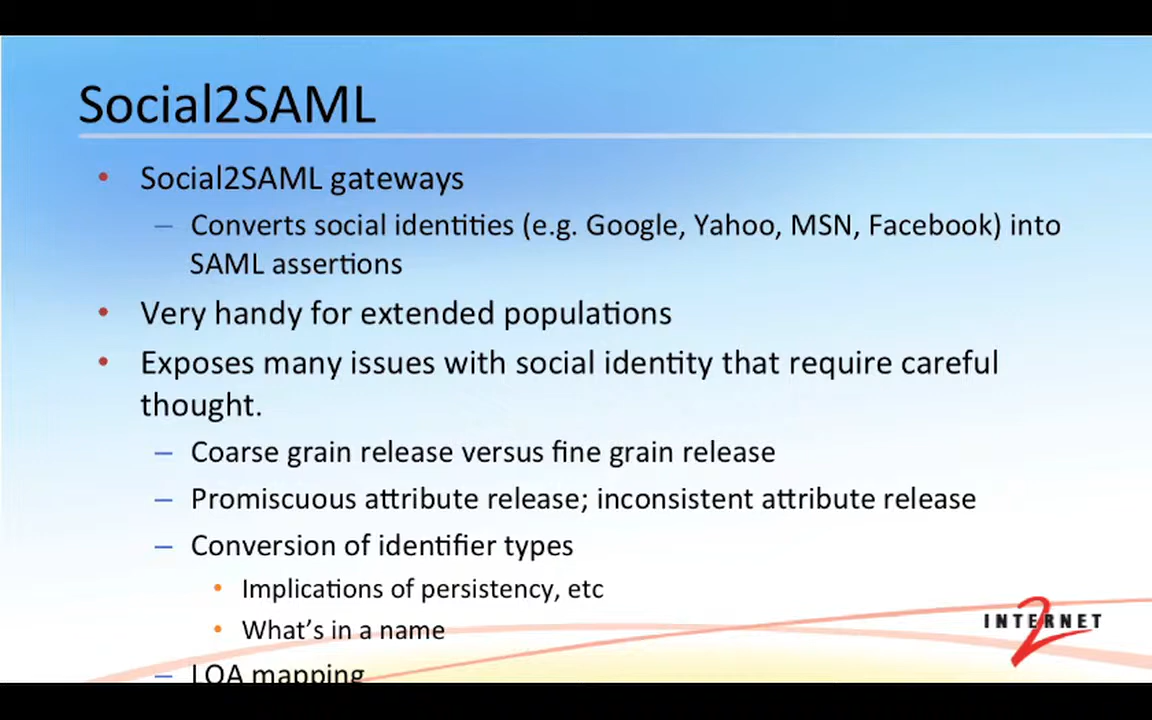 Social2SAML
• Social2SAML gateways
– Converts social identities (e.g. Google, Yahoo, MSN, Facebook) into
SAML assertions
• Very handy for extended populations
• Exposes many issues with social identity that require careful
thought.
– Coarse grain release versus fine grain release
– Promiscuous attribute release; inconsistent attribute release
– Conversion of identifier types
• Implications of persistency, etc
• What's in a name
INTERNET 2
– LOA mapping